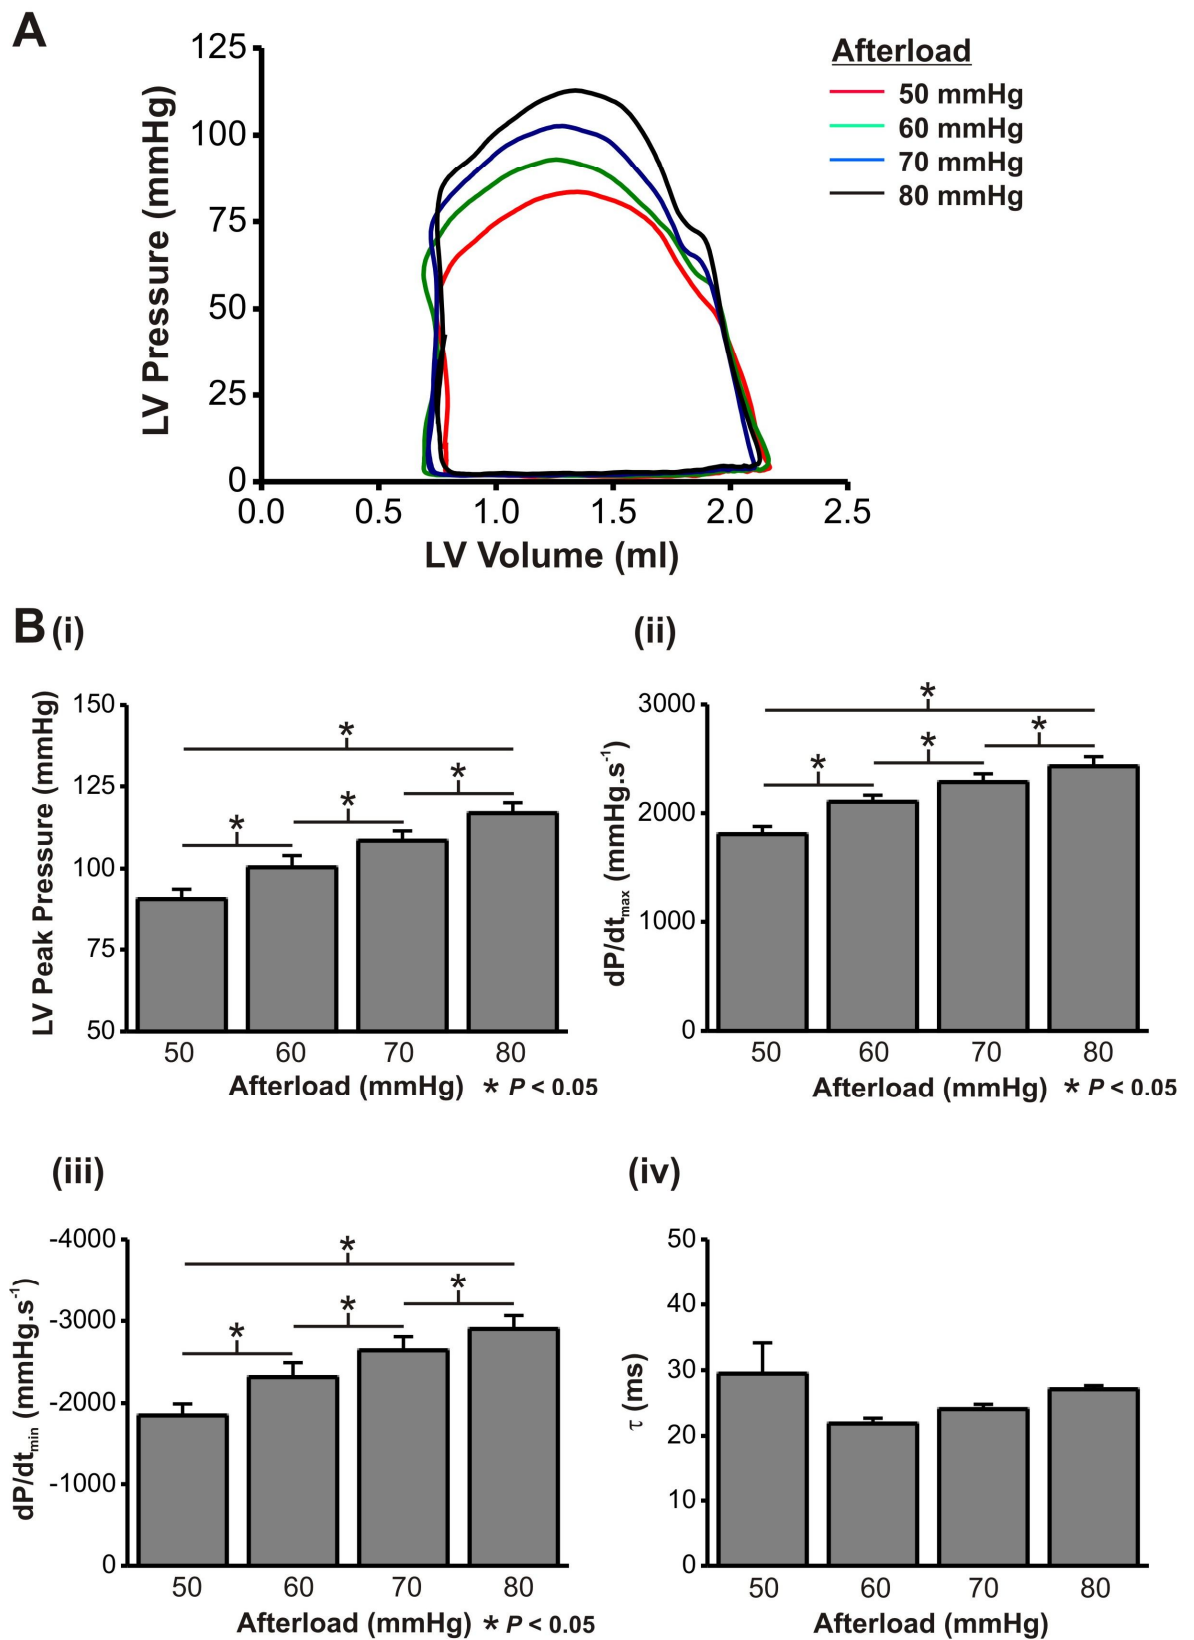 A
Afterload
50 mmHg
60 mmHg
70 mmHg
80 mmHg
LV Pressure (mmHg)
125
100
75
50
25
0
0.0 0.5 1.0 1.5 2.0 2.5
LV Volume (ml)
B (i)
LV Peak Pressure (mmHg)
150
125
100
75
50
*
*
*
*
50 60 70 80
Afterload (mmHg) * P < 0.05
(ii)
dP/dtmax (mmHg.s-1)
3000
2000
1000
0
*
*
*
*
50 60 70 80
Afterload (mmHg) * P < 0.05
(iii)
dP/dtmin (mmHg.s-1)
-4000
-3000
-2000
-1000
0
*
*
*
*
50 60 70 80
Afterload (mmHg) * P < 0.05
(iv)
τ (ms)
50
40
30
20
10
0
50 60 70 80
Afterload (mmHg)